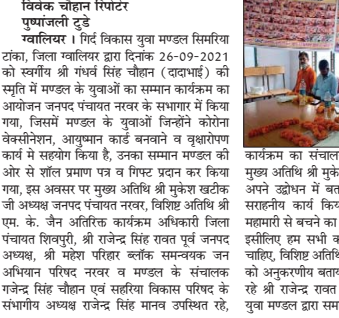 विवेक चौहान रिपोर्टर
पुष्पांजली टुडे
ग्वालियर । गिर्द विकास युवा मण्डल सिमरिया
टांका, जिला ग्वालियर द्वारा दिनांक 26-09-2021
को स्वर्गीय श्री गंधर्व सिंह चौहान (दादाभाई) की
स्मृति में मण्डल के युवाओं का सम्मान कार्यक्रम का
आयोजन जनपद पंचायत नरवर के सभागार में किया
गया, जिसमें मण्डल के युवाओं जिन्होंने कोरोना
वेक्सीनेशन, आयुष्मान कार्ड बनवाने व वृक्षारोपण
कार्य मे सहयोग किया है, उनका सम्मान मण्डल की
ओर से शॉल प्रमाण पत्र व गिफ्ट प्रदान कर किया
गया, इस अवसर पर मुख्य अतिथि श्री मुकेश खटीक
जी अध्यक्ष जनपद पंचायत नरवर, विशिष्ट अतिथि श्री
एम. के. जैन अतिरिक्त कार्यक्रम अधिकारी जिला
पंचायत शिवपुरी, श्री राजेन्द्र सिंह रावत पूर्व जनपद
अध्यक्ष, श्री महेश परिहार ब्लॉक समन्वयक जन
अभियान परिषद नरवर व मण्डल के संचालक
गजेन्द्र सिंह चौहान एवं सहरिया विकास परिषद के
संभागीय अध्यक्ष राजेन्द्र सिंह मानव उपस्थित रहे,
कार्यक्रम का संचाल
मुख्य अतिथि श्री मुके
अपने उद्बोधन में बत
सराहनीय कार्य किय
महामारी से बचने का
इसीलिए हम सभी क
चाहिए, विशिष्ट अतिथि
को अनुकरणीय बताय
रहे श्री राजेन्द्र रावत
युवा मण्डल द्वारा सम